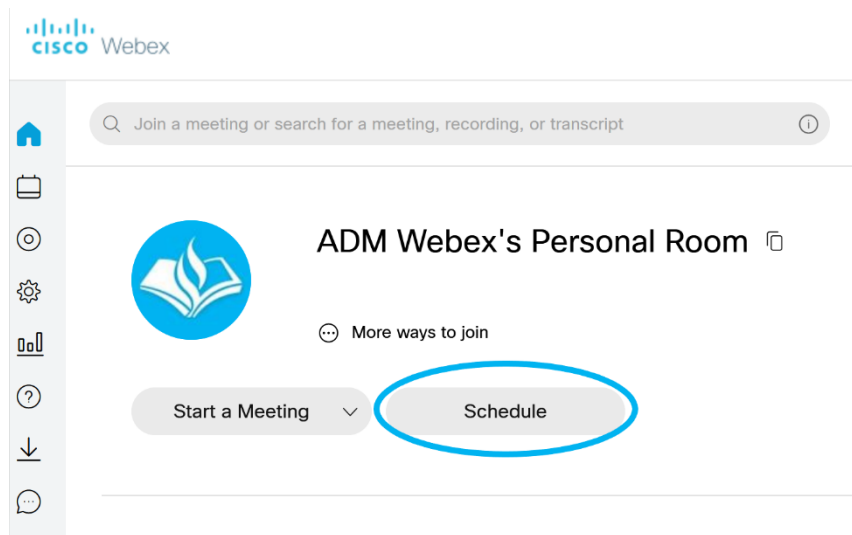 CISCO Webex
Join a meeting or search for a meeting, recording, or transcript
ADM Webex's Personal Room
More ways to join
Start a Meeting
Schedule